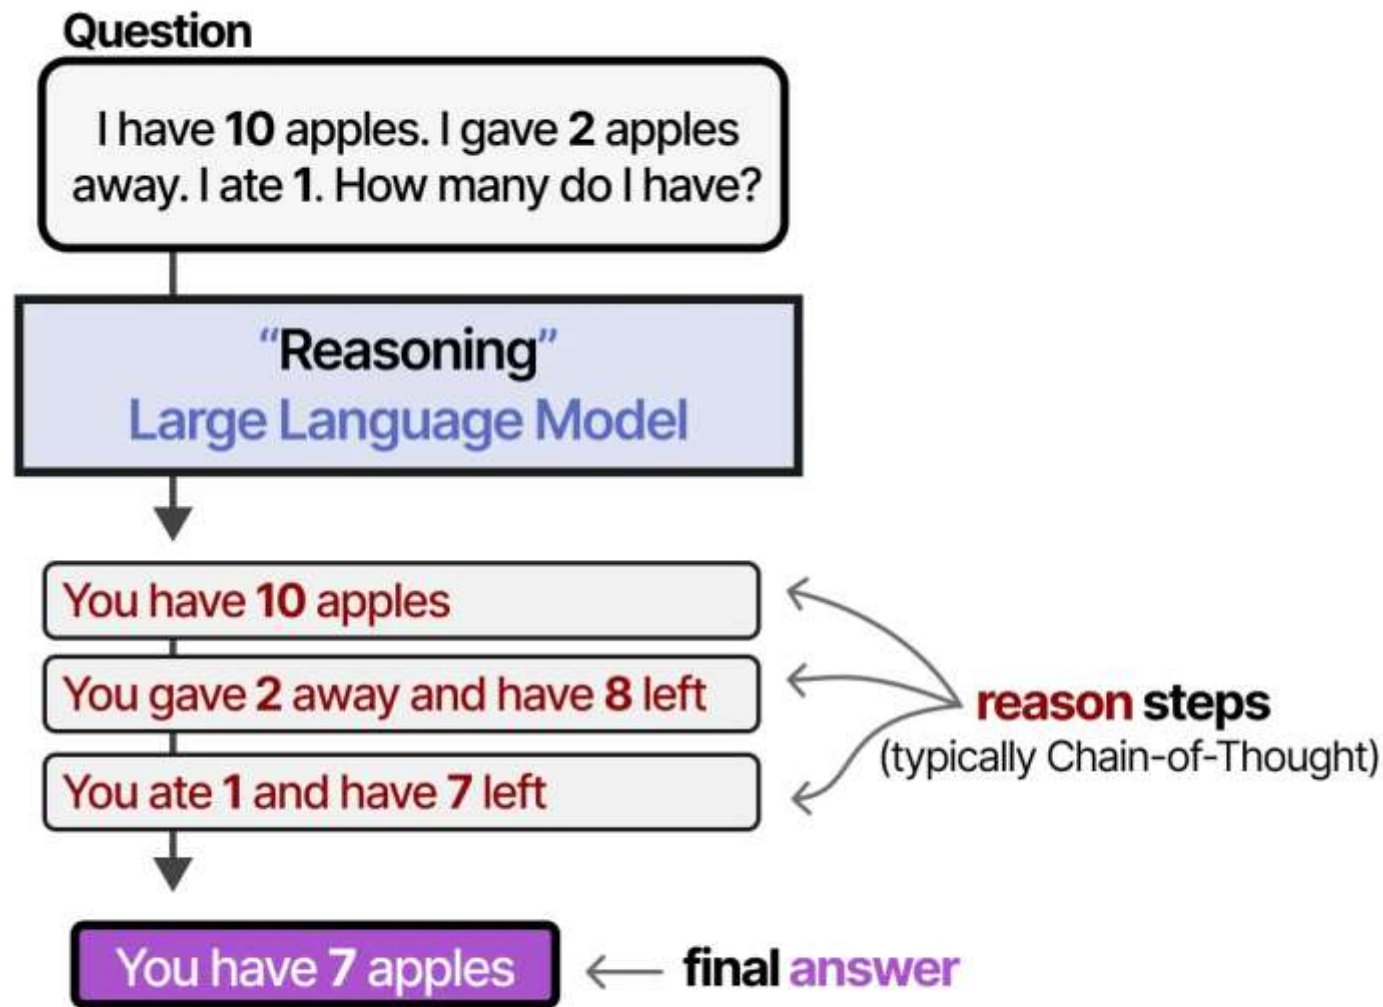 Question
I have 10 apples. I gave 2 apples
away. I ate 1. How many do I have?
“Reasoning”
Large Language Model
You have 10 apples
You gave 2 away and have 8 left
You ate 1 and have 7 left
reason steps
(typically Chain-of-Thought)
You have 7 apples
final answer